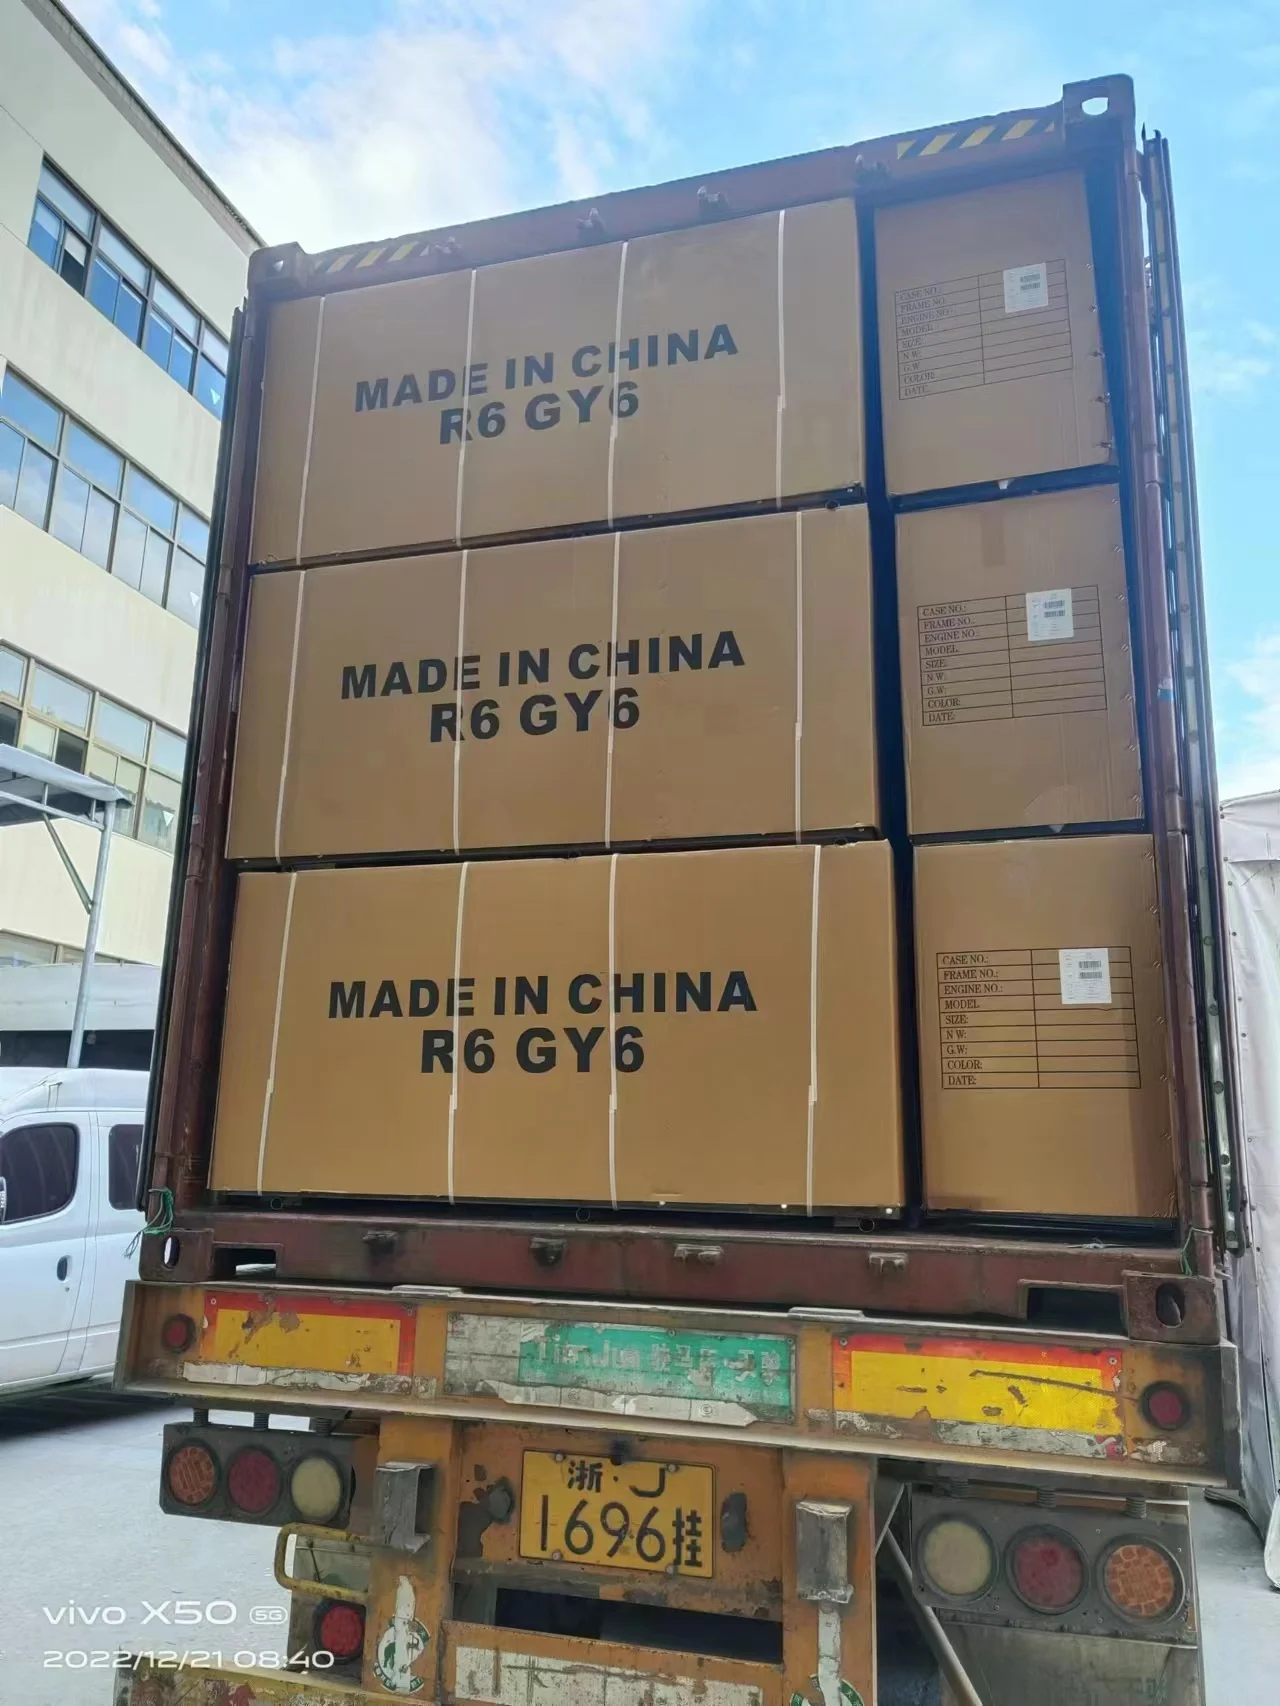 MADE IN CHINA
R6 GY6
CASE NO.:
FRAME NO.:
ENGINE NO.:
MODEL
SIZE:
N W:
G.W
COLOR:
DATE:
MADE IN CHINA
R6 GY6
CASE NO.:
FRAME NO.:
ENGINE NO.:
MODEL
SIZE:
N W:
G.W:
COLOR:
DATE:
MADE IN CHINA
R6 GY6
CASE NO.:
FRAME NO.:
ENGINE NO.:
MODEL
SIZE:
N W:
G.W:
COLOR:
DATE:
浙·J
1696挂
vivo X50 5G
2022/12/21 08:40